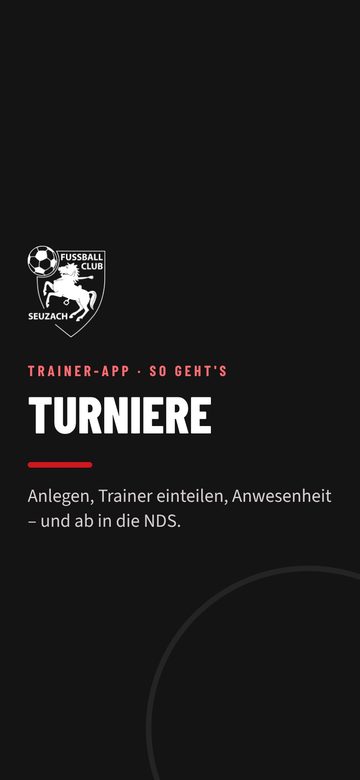 FUSSBALL
CLUB
SEUZACH
TRAINER-APP · SO GEHT'S
TURNIERE
Anlegen, Trainer einteilen, Anwesenheit
– und ab in die NDS.